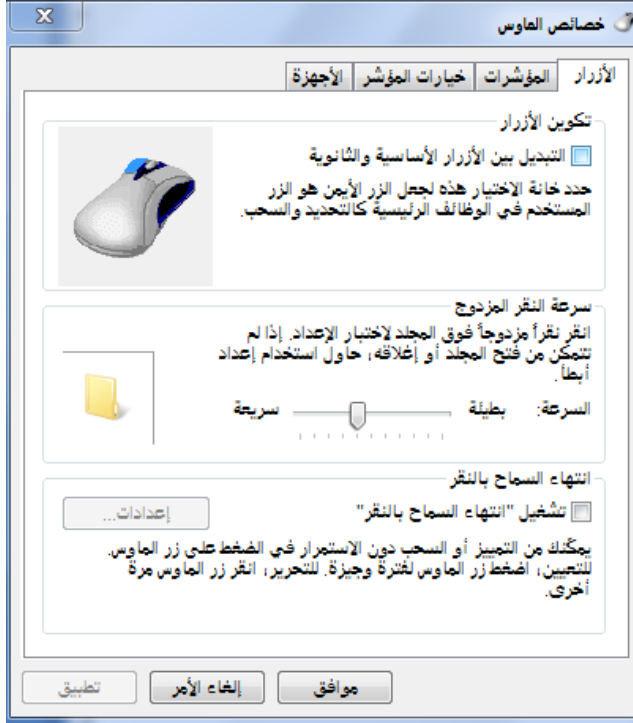 خصائص الماوس
الأزرار المؤشرات خيارات المؤشر الأجهزة
تكوين الأزرار
التبديل بين الأزرار الأساسية والثانوية
حدد خانة الاختيار هذه لجعل الزر الأيمن هو الزر
المستخدم في الوظائف الرئيسية كالتحديد والسحب.
سرعة النقر المزدوج
انقر نقراً مزدوجاً فوق المجلد لاختبار الإعداد. إذا لم
تتمكن من فتح المجلد أو إغلاقه، حاول استخدام إعداد
أبطأ.
السرعة: بطيئة سريعة
انتهاء السماح بالنقر
تشغيل "انتهاء السماح بالنقر" إعدادات...
يمكّنك من التمييز أو السحب دون الاستمرار في الضغط على زر الماوس.
للتعيين، اضغط زر الماوس لفترة وجيزة. للتحرير، انقر زر الماوس مرة
أخرى.
موافق إلغاء الأمر تطبيق